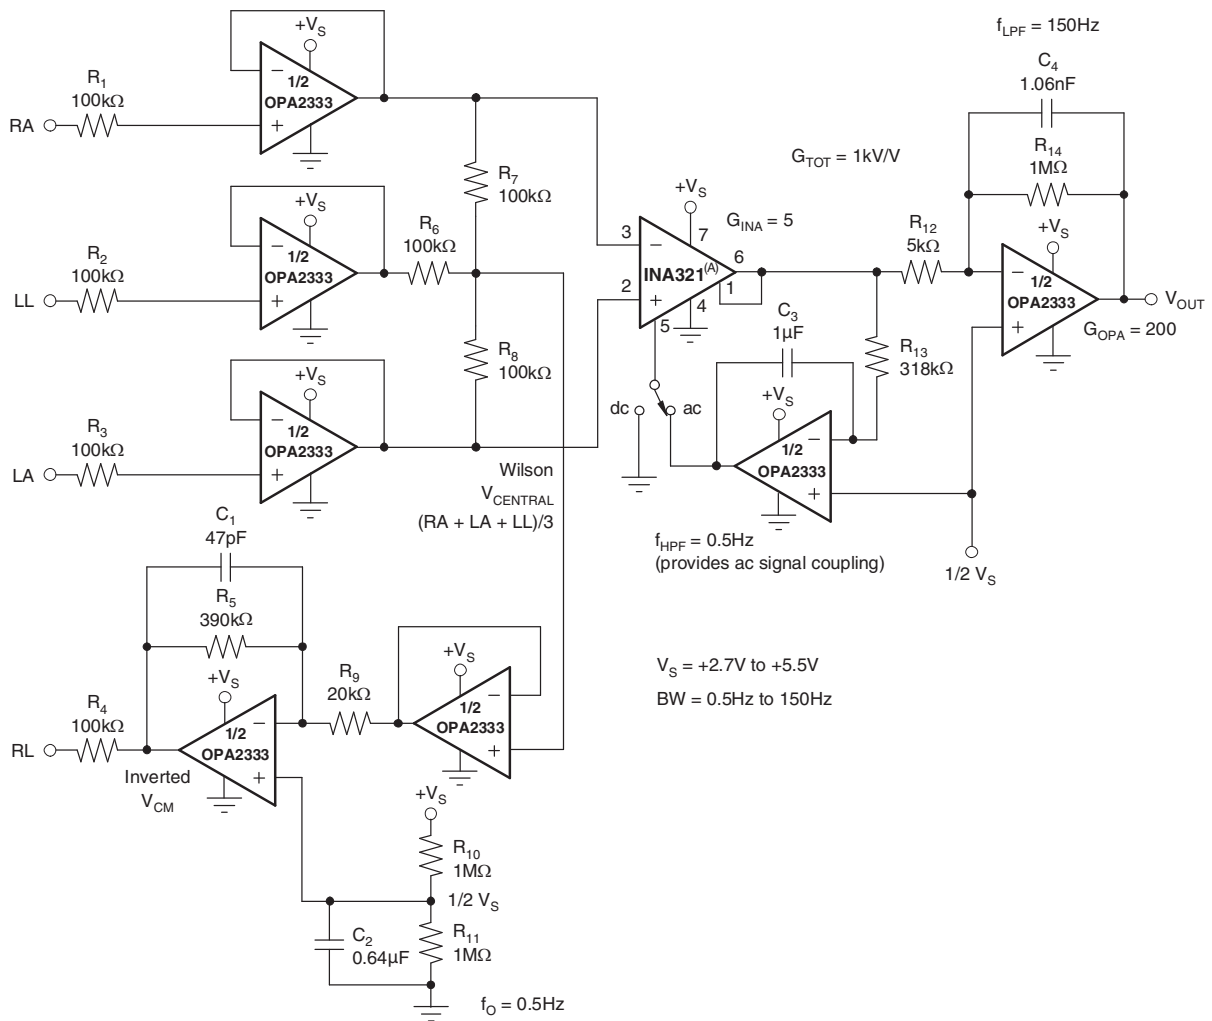 +V_S
R_1
100kΩ
RA
−
1/2
OPA2333
+
+V_S
R_2
100kΩ
LL
−
1/2
OPA2333
+
+V_S
R_3
100kΩ
LA
−
1/2
OPA2333
+
R_7
100kΩ
R_6
100kΩ
R_8
100kΩ
Wilson
V_CENTRAL
(RA + LA + LL)/3
G_TOT = 1kV/V
+V_S
G_INA = 5
3
−
7
INA321(A)
6
2
+
1
4
5
dc
ac
C_3
1μF
R_13
318kΩ
+V_S
−
1/2
OPA2333
+
f_HPF = 0.5Hz
(provides ac signal coupling)
f_LPF = 150Hz
C_4
1.06nF
R_14
1MΩ
R_12
5kΩ
+V_S
−
1/2
OPA2333
+
V_OUT
G_OPA = 200
1/2 V_S
V_S = +2.7V to +5.5V
BW = 0.5Hz to 150Hz
C_1
47pF
R_5
390kΩ
+V_S
R_4
100kΩ
RL
−
1/2
OPA2333
+
Inverted
V_CM
R_9
20kΩ
+V_S
−
1/2
OPA2333
+
+V_S
R_10
1MΩ
1/2 V_S
C_2
0.64μF
R_11
1MΩ
f_O = 0.5Hz